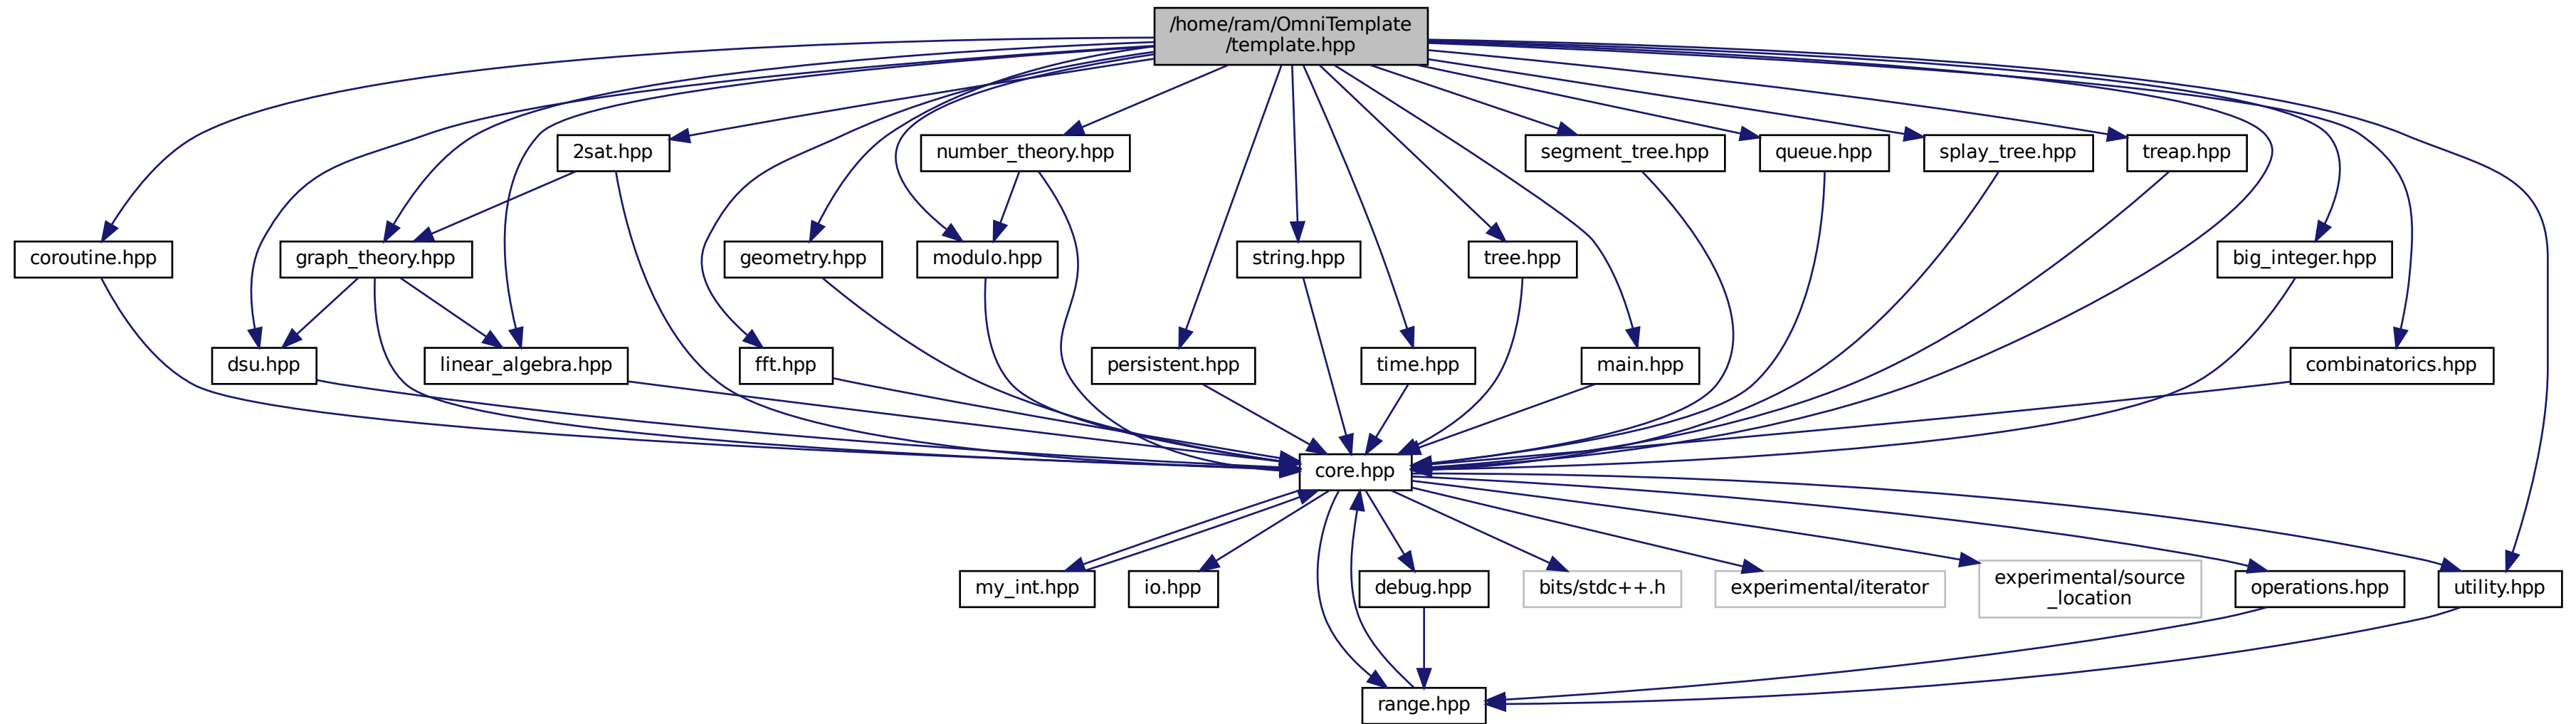 /home/ram/OmniTemplate
/template.hpp
2sat.hpp
number_theory.hpp
segment_tree.hpp
queue.hpp
splay_tree.hpp
treap.hpp
coroutine.hpp
graph_theory.hpp
geometry.hpp
modulo.hpp
string.hpp
tree.hpp
big_integer.hpp
dsu.hpp
linear_algebra.hpp
fft.hpp
persistent.hpp
time.hpp
main.hpp
combinatorics.hpp
core.hpp
my_int.hpp
io.hpp
debug.hpp
bits/stdc++.h
experimental/iterator
experimental/source
_location
operations.hpp
utility.hpp
range.hpp